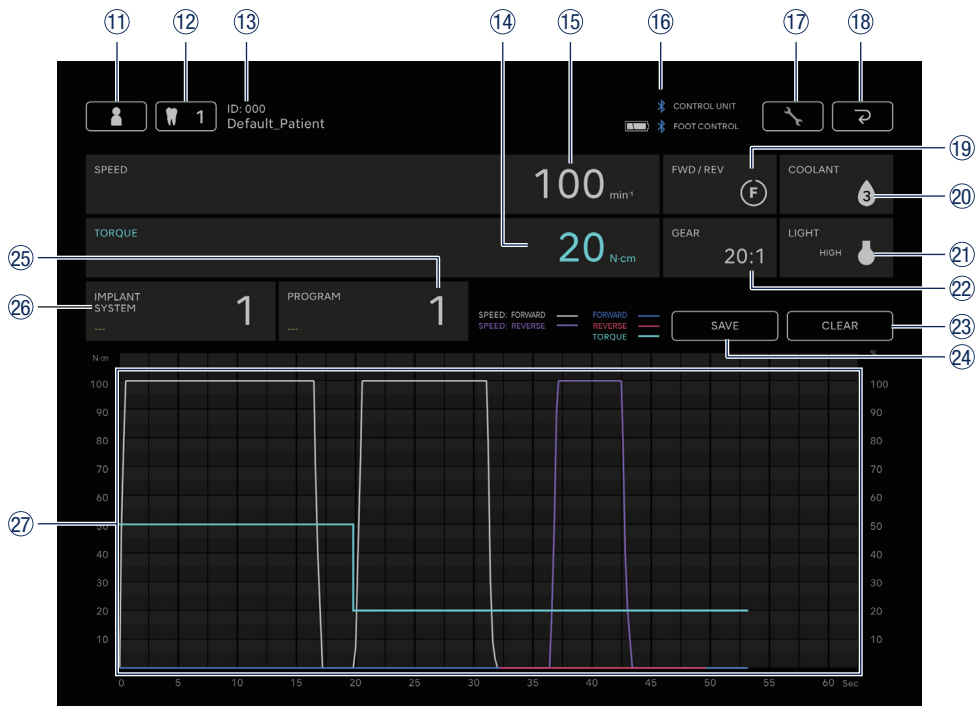 ⑪ ⑫ ⑬ ⑭ ⑮ ⑯ ⑰ ⑱
ID: 000
1
Default_Patient
CONTROL UNIT
FOOT CONTROL
SPEED
100 min⁻¹
FWD / REV
F
⑲
COOLANT
3
⑳
TORQUE
20 N·cm
GEAR
20:1
㉒
LIGHT
HIGH
㉑
㉕
㉖
IMPLANT
SYSTEM
1
---
PROGRAM
1
---
SPEED: FORWARD
SPEED: REVERSE
FORWARD
REVERSE
TORQUE
SAVE
CLEAR
㉓
㉔
N·cm
%
100 100
90 90
80 80
70 70
60 60
㉗
50 50
40 40
30 30
20 20
10 10
0 5 10 15 20 25 30 35 40 45 50 55 60 Sec